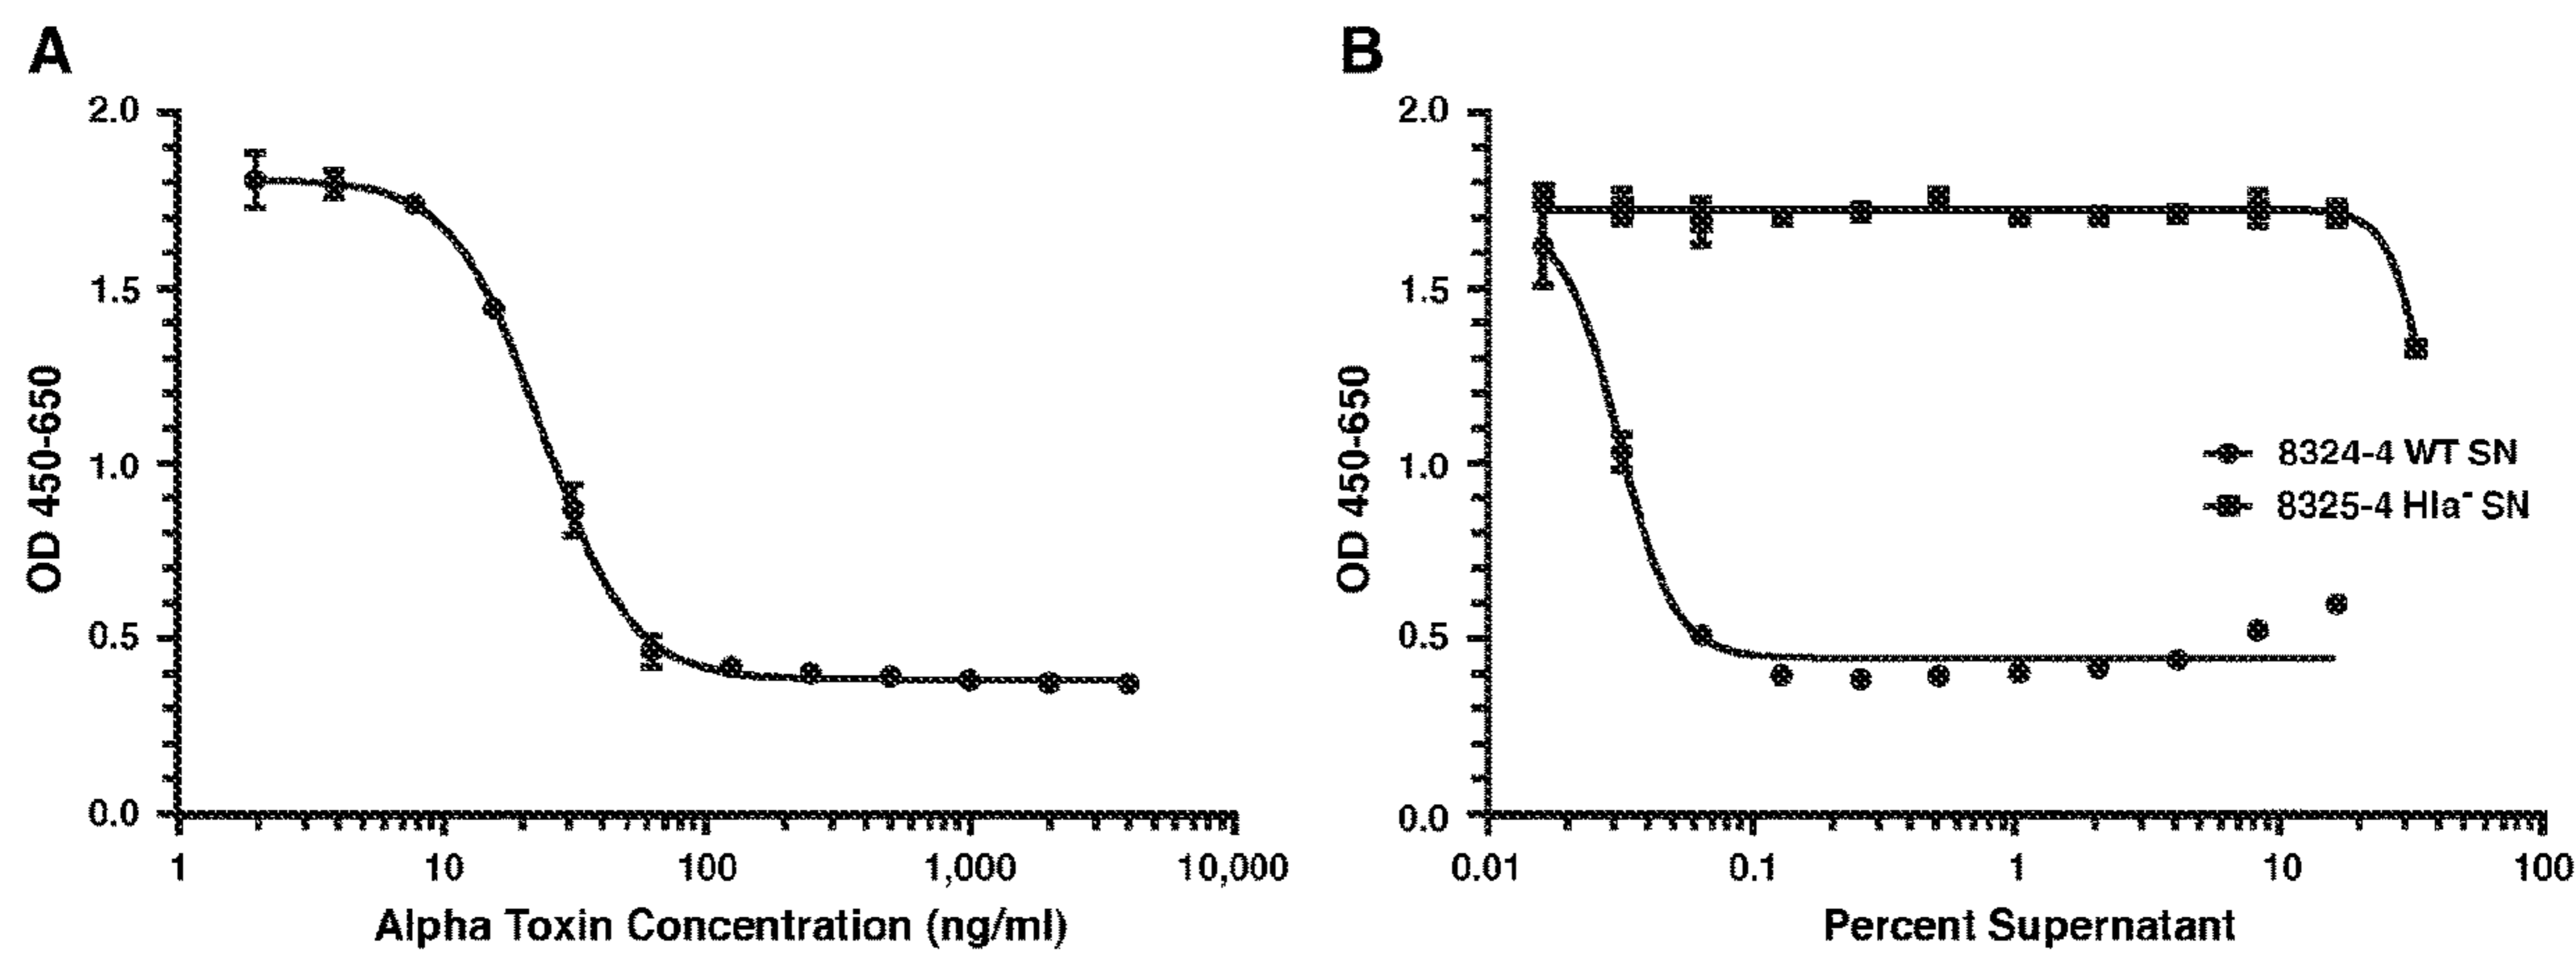 A
2.0
1.5
1.0
0.5
0.0
OD 450-650
1 10 100 1,000 10,000
Alpha Toxin Concentration (ng/ml)
B
2.0
1.5
1.0
0.5
0.0
OD 450-650
8324-4 WT SN
8325-4 Hla⁻ SN
0.01 0.1 1 10 100
Percent Supernatant